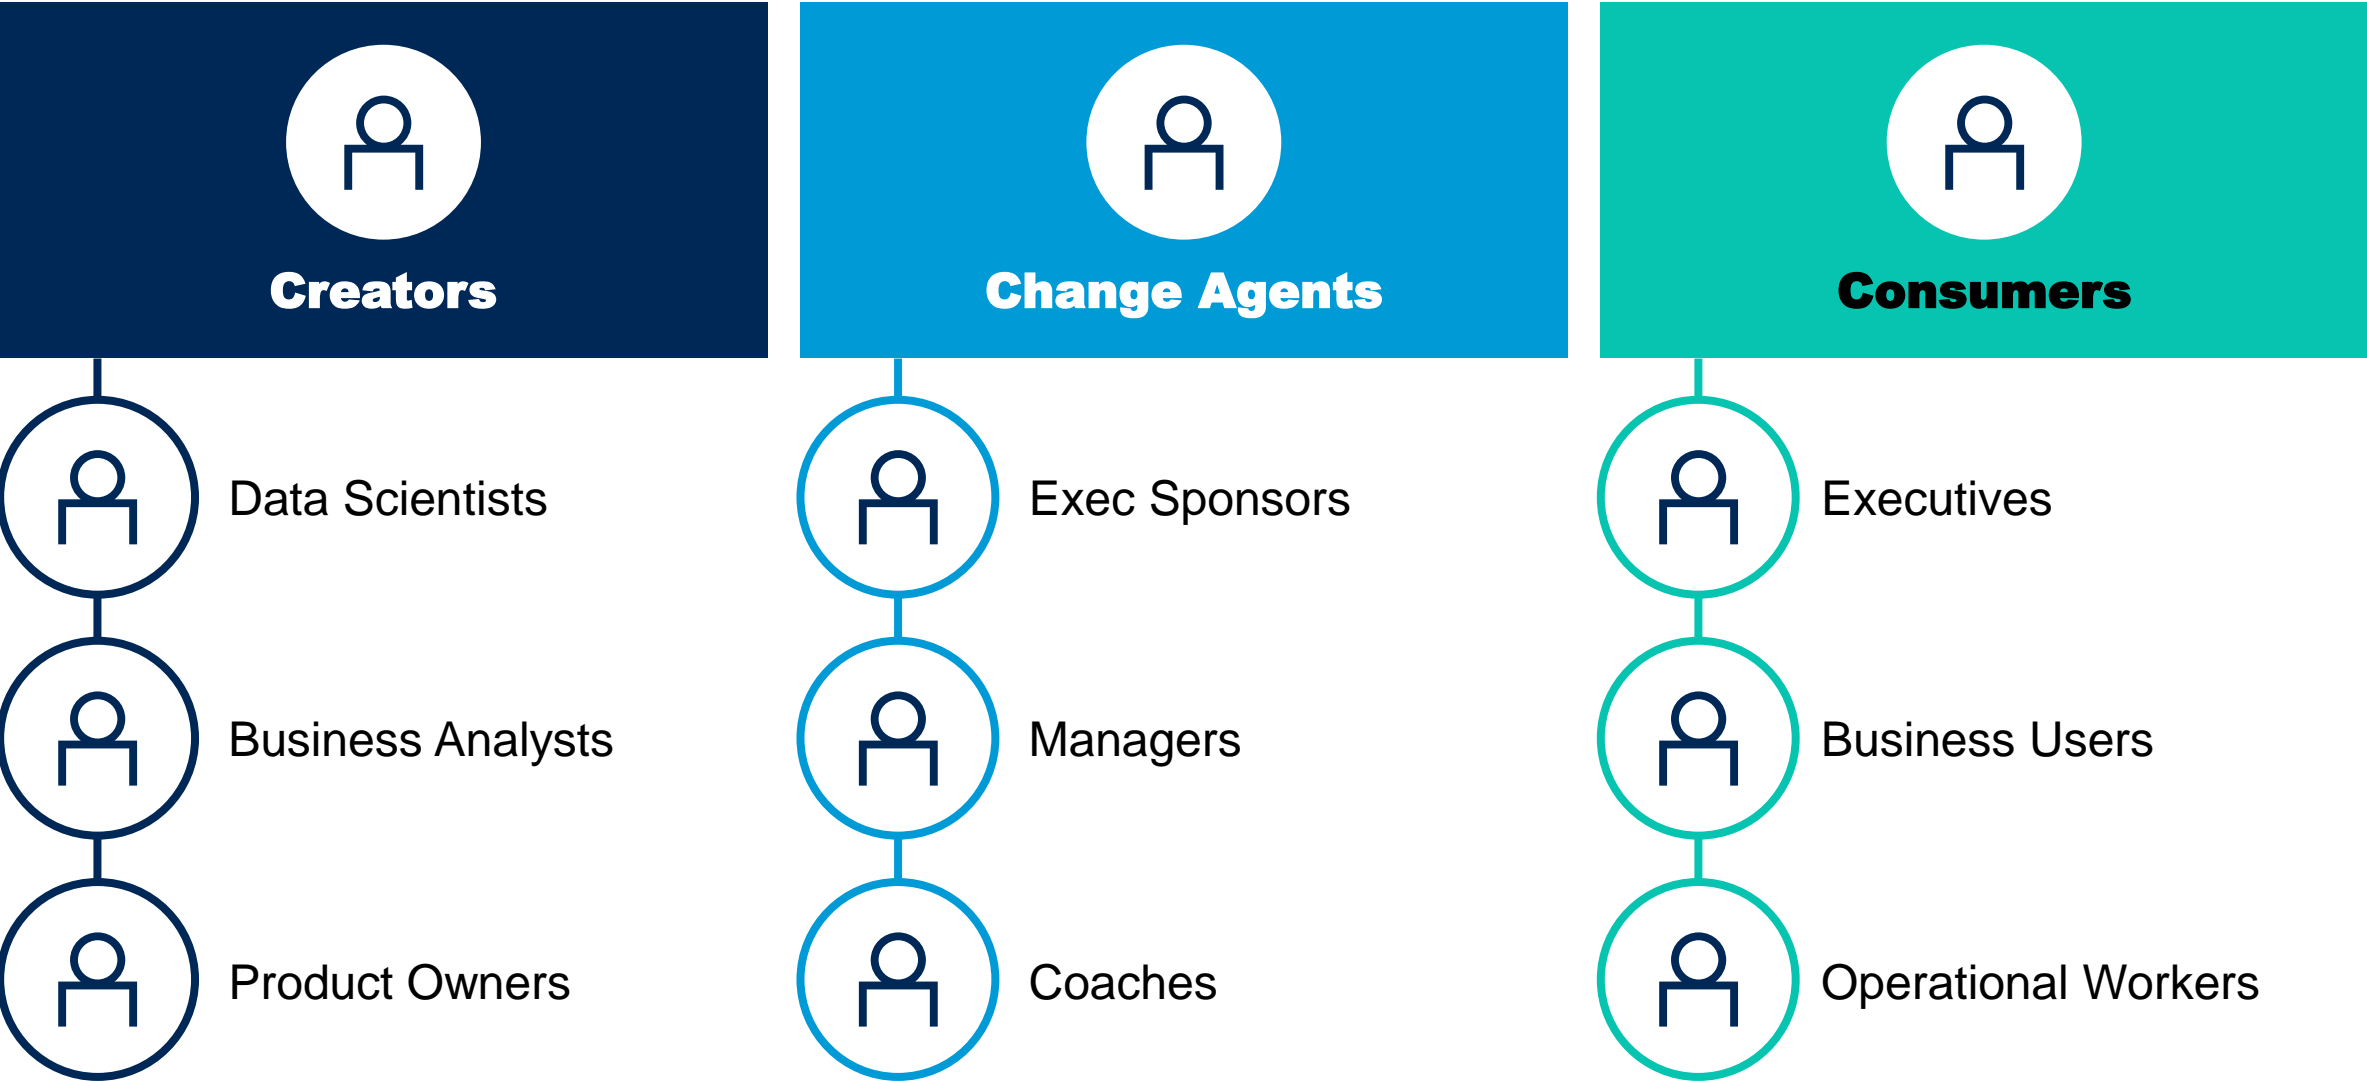 Creators
Data Scientists
Business Analysts
Product Owners
Change Agents
Exec Sponsors
Managers
Coaches
Consumers
Executives
Business Users
Operational Workers